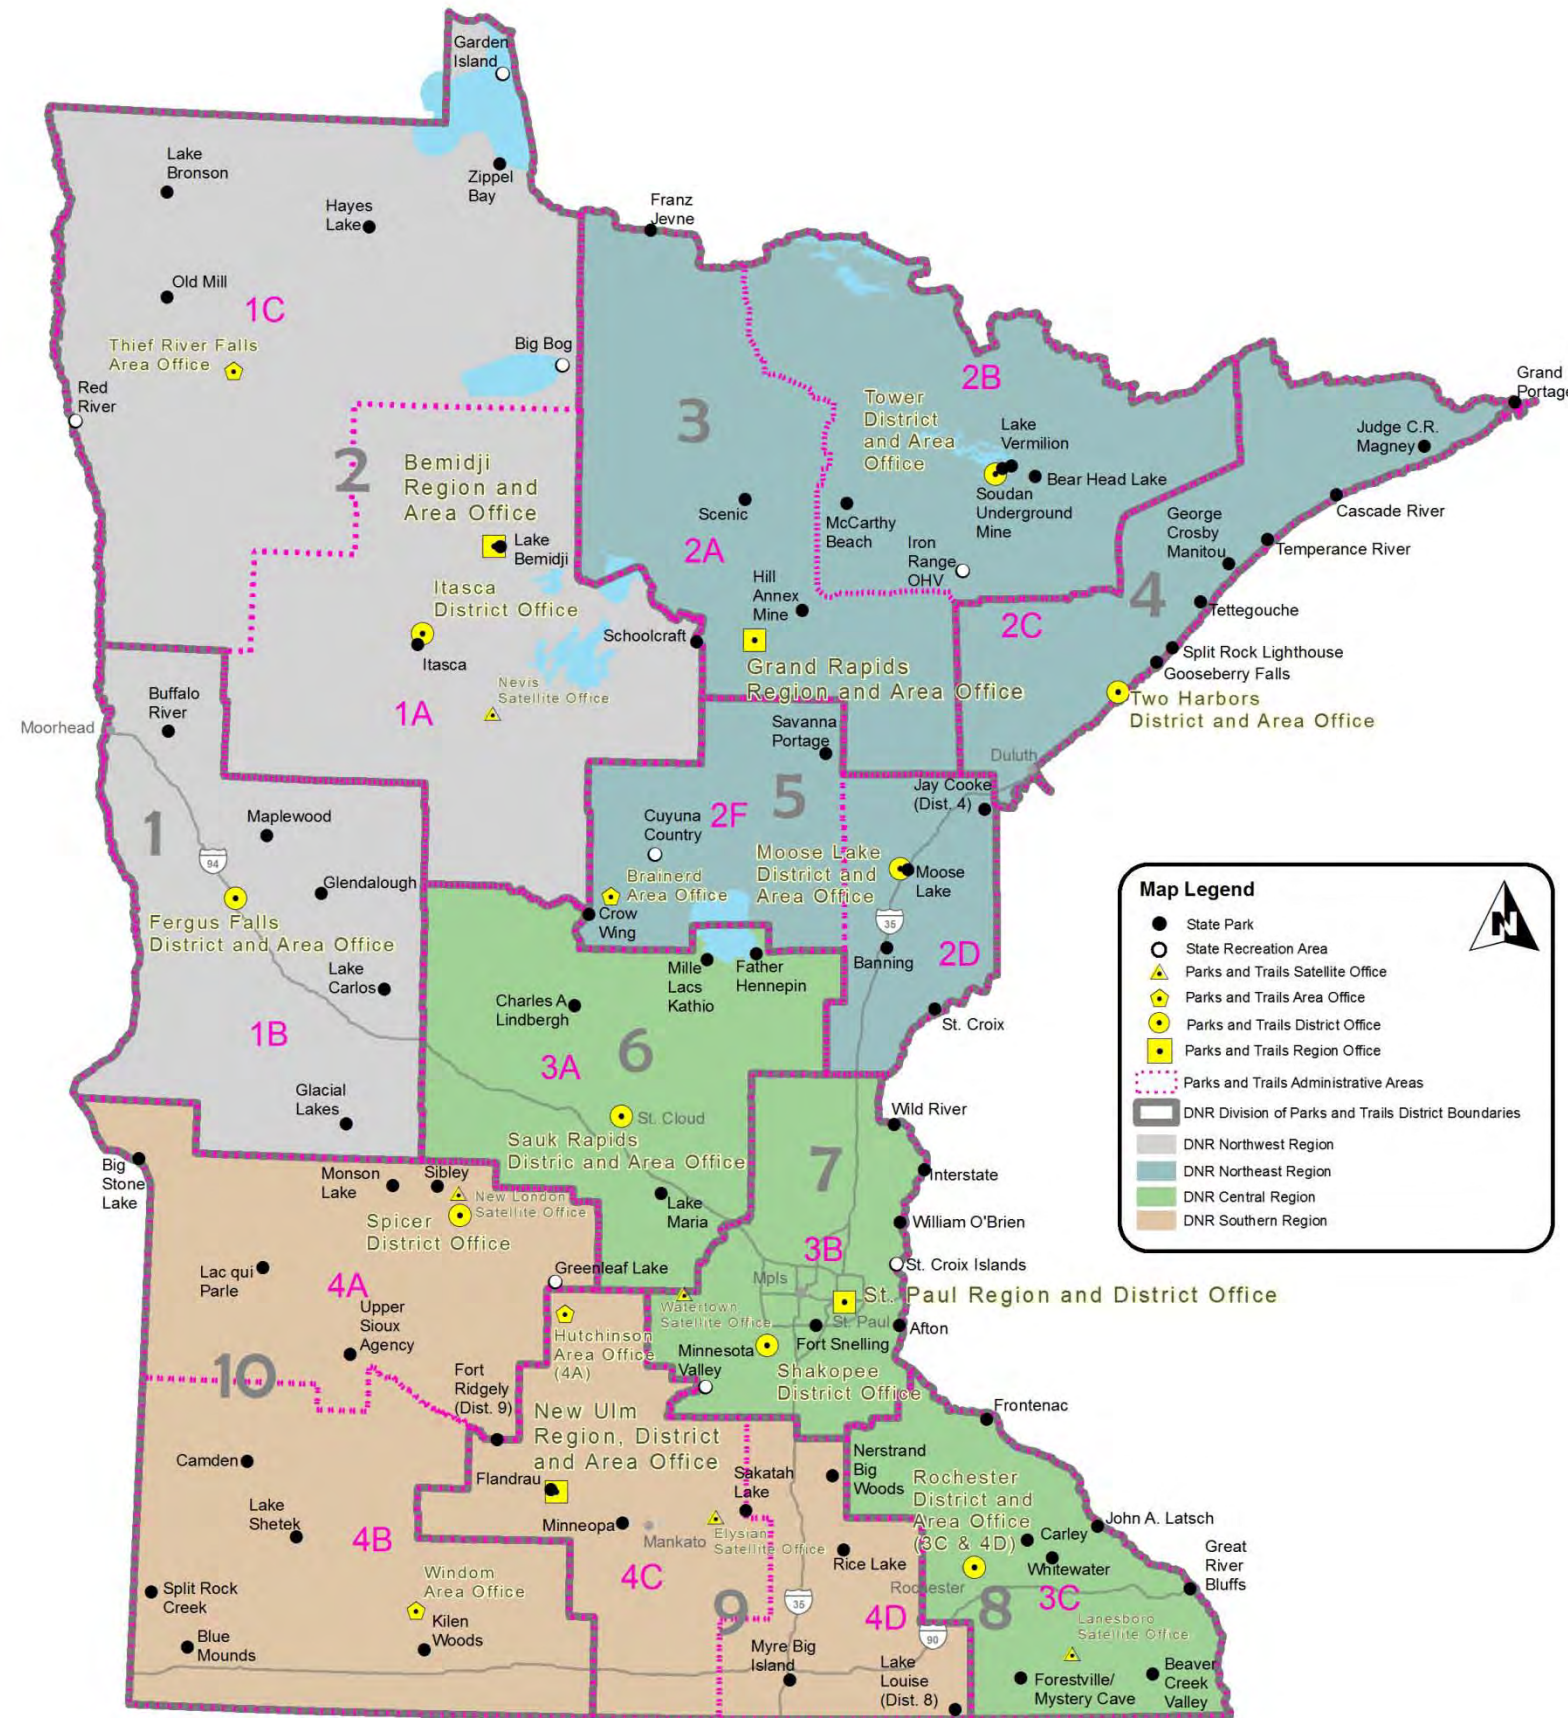 Garden
Island
Lake
Bronson
Zippel
Bay
Hayes
Lake
Franz
Jevne
Old Mill
1C
Thief River Falls
Area Office
Big Bog
Red
River
2B
Grand
Portage
3
Tower
District
and Area
Office
Lake
Vermilion
Judge C.R.
Magney
2
Bemidji
Region and
Area Office
Bear Head Lake
Soudan
Underground
Mine
Scenic
McCarthy
Beach
Cascade River
George
Crosby
Manitou
Lake
Bemidji
2A
Iron
Range
OHV
Temperance River
Itasca
District Office
Hill
Annex
Mine
4
Tettegouche
2C
Schoolcraft
Itasca
Split Rock Lighthouse
Gooseberry Falls
Grand Rapids
Region and Area Office
Nevis
Satellite Office
Buffalo
River
1A
Two Harbors
District and Area Office
Moorhead
Savanna
Portage
Duluth
5
Jay Cooke
(Dist. 4)
2F
Maplewood
1
Cuyuna
Country
94
Moose Lake
District and
Area Office
Moose
Lake
Glendalough
Brainerd
Area Office
Fergus Falls
District and Area Office
Crow
Wing
35
2D
Banning
Lake
Carlos
Mille
Lacs
Kathio
Father
Hennepin
Charles A.
Lindbergh
St. Croix
1B
6
3A
Glacial
Lakes
St. Cloud
Wild River
Sauk Rapids
Distric and Area Office
7
Big
Stone
Lake
Monson
Lake
Sibley
Interstate
New London
Satellite Office
Spicer
District Office
Lake
Maria
William O'Brien
3B
Lac qui
Parle
4A
Greenleaf Lake
St. Croix Islands
Mpls
St. Paul Region and District Office
Upper
Sioux
Agency
Watertown
Satellite Office
St. Paul
Afton
Hutchinson
Area Office
(4A)
Fort Snelling
Minnesota
Valley
10
Fort
Ridgely
(Dist. 9)
Shakopee
District Office
Frontenac
New Ulm
Region, District
and Area Office
Camden
Flandrau
Sakatah
Lake
Nerstrand
Big
Woods
Rochester
District and
Area Office
(3C & 4D)
Lake
Shetek
4B
Minneopa
Mankato
Elysian
Satellite Office
John A. Latsch
Carley
Whitewater
Great
River
Bluffs
Rice Lake
4C
Windom
Area Office
Rochester
Split Rock
Creek
9
35
4D
8
3C
Kilen
Woods
Lanesboro
Satellite Office
90
Blue
Mounds
Myre Big
Island
Lake
Louise
(Dist. 8)
Forestville/
Mystery Cave
Beaver
Creek
Valley
Map Legend
N
State Park
State Recreation Area
Parks and Trails Satellite Office
Parks and Trails Area Office
Parks and Trails District Office
Parks and Trails Region Office
Parks and Trails Administrative Areas
DNR Division of Parks and Trails District Boundaries
DNR Northwest Region
DNR Northeast Region
DNR Central Region
DNR Southern Region